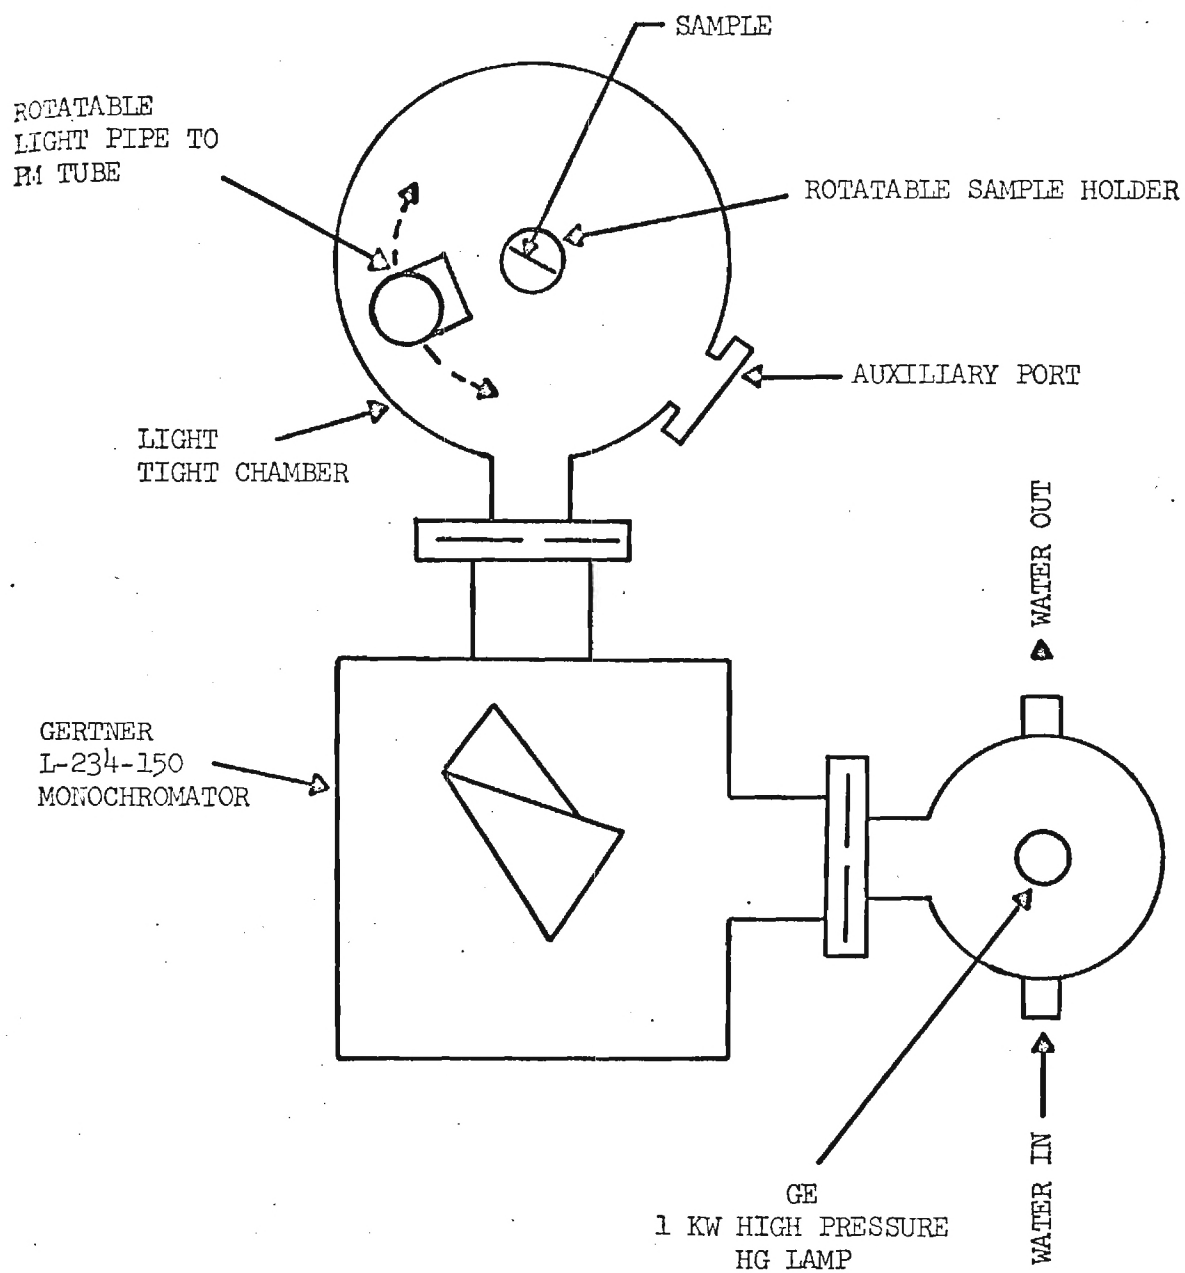 SAMPLE
ROTATABLE
LIGHT PIPE TO
PM TUBE
ROTATABLE SAMPLE HOLDER
AUXILIARY PORT
LIGHT
TIGHT CHAMBER
WATER OUT
GERTNER
L-234-150
MONOCHROMATOR
GE
1 KW HIGH PRESSURE
HG LAMP
WATER IN